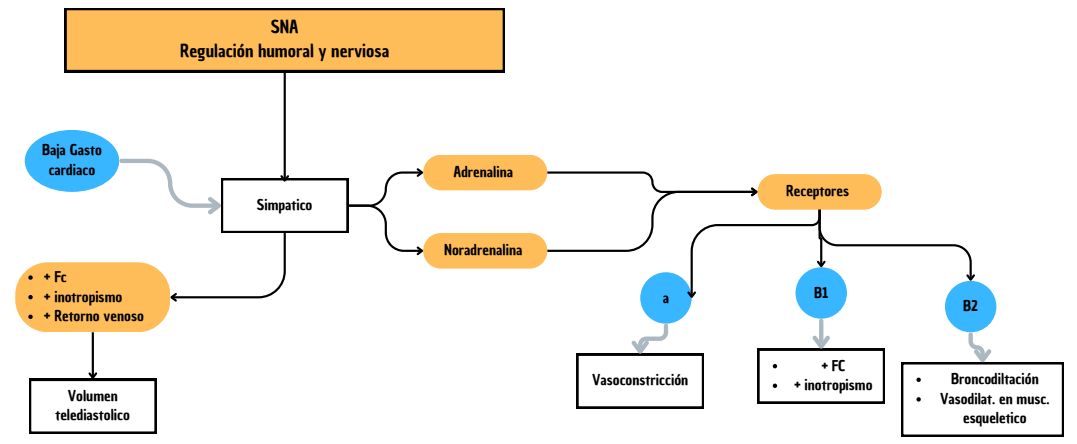 SNA
Regulación humoral y nerviosa
Baja Gasto
cardiaco
Simpatico
Adrenalina
Noradrenalina
Receptores
• + Fc
• + inotropismo
• + Retorno venoso
Volumen
telediastolico
a
B1
B2
Vasoconstricción
• + FC
• + inotropismo
• Broncodiltación
• Vasodilat. en musc.
esqueletico